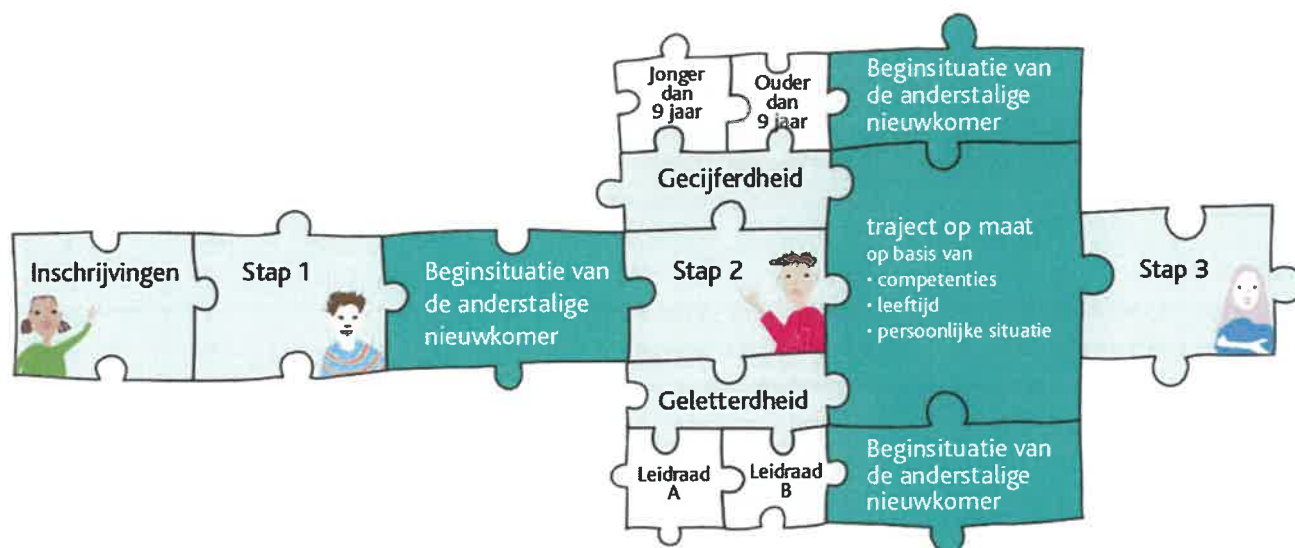 Jonger
dan
9 jaar
Ouder
dan
9 jaar
Beginsituatie van
de anderstalige
nieuwkomer
Gecijferdheid
Inschrijvingen
Stap 1
Beginsituatie van
de anderstalige
nieuwkomer
Stap 2
traject op maat
op basis van
• competenties
• leeftijd
• persoonlijke situatie
Stap 3
Geletterdheid
Leidraad
A
Leidraad
B
Beginsituatie van
de anderstalige
nieuwkomer